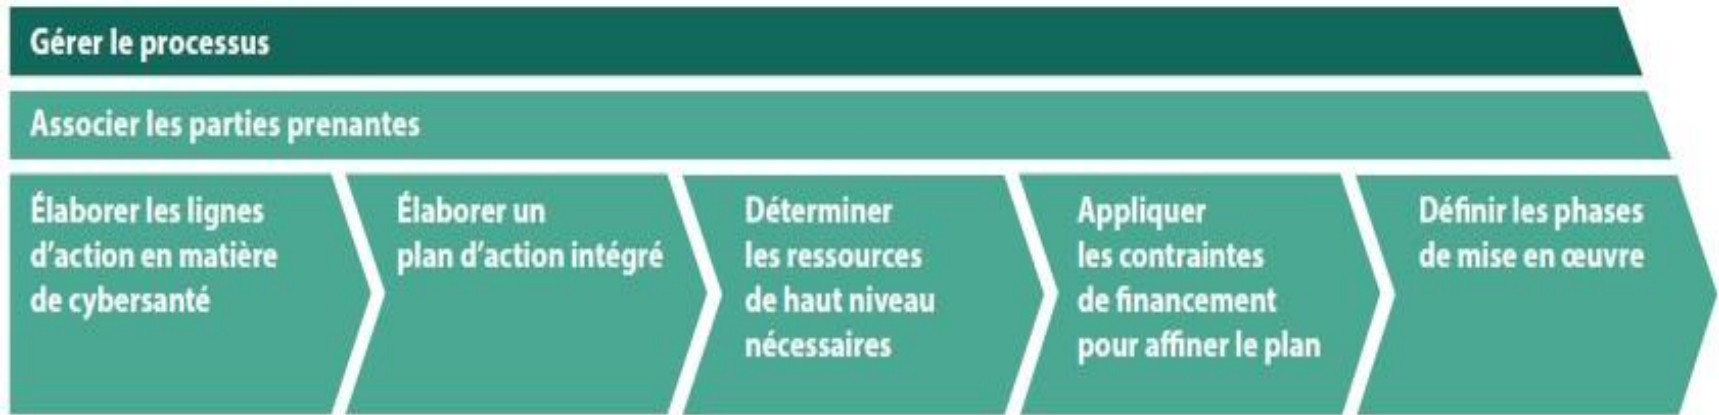 Gérer le processus
Associer les parties prenantes
Élaborer les lignes
d'action en matière
de cybersanté
Élaborer un
plan d'action intégré
Déterminer
les ressources
de haut niveau
nécessaires
Appliquer
les contraintes
de financement
pour affiner le plan
Définir les phases
de mise en œuvre